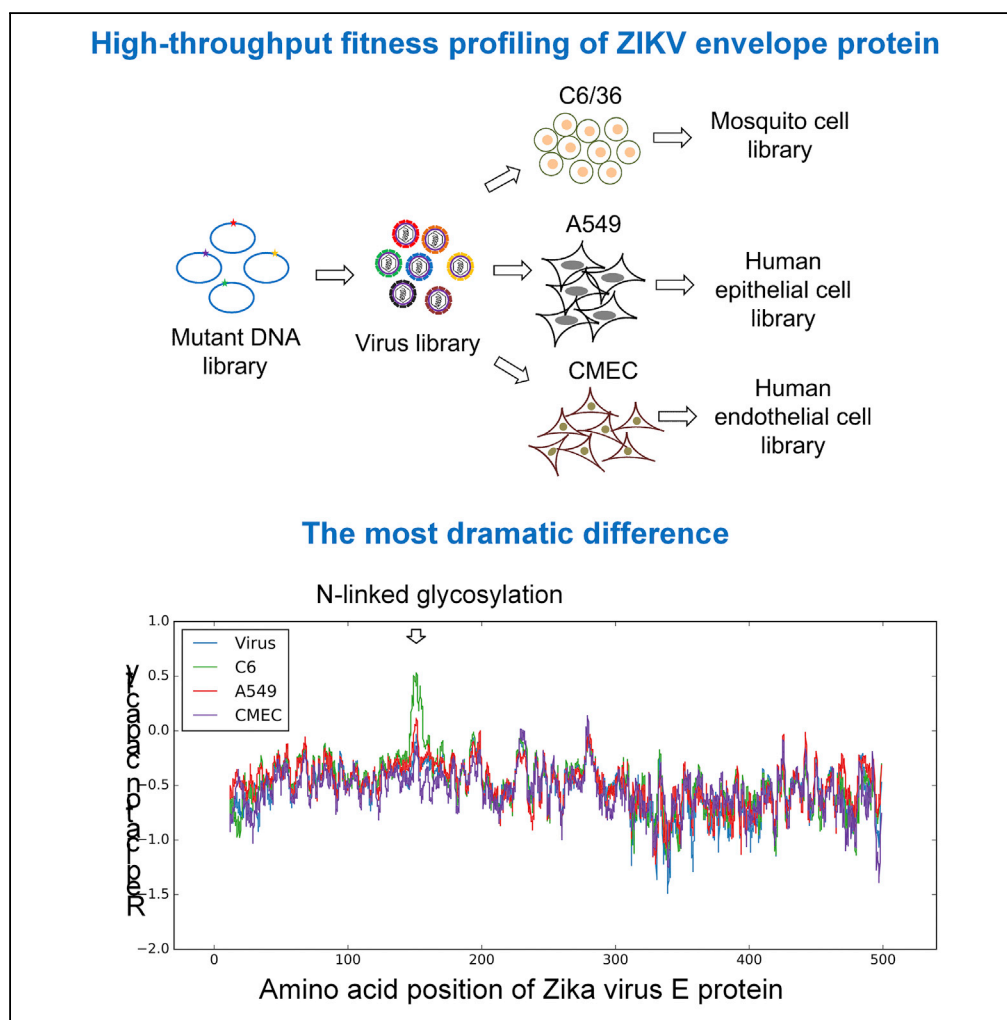 High-throughput fitness profiling of ZIKV envelope protein
C6/36
Mosquito cell
library
A549
Human
epithelial cell
library
Mutant DNA
library
Virus library
CMEC
Human
endothelial cell
library
The most dramatic difference
N-linked glycosylation
Virus
C6
A549
CMEC
Replication capacity
1.0
0.5
0.0
−0.5
−1.0
−1.5
−2.0
0
100
200
300
400
500
Amino acid position of Zika virus E protein